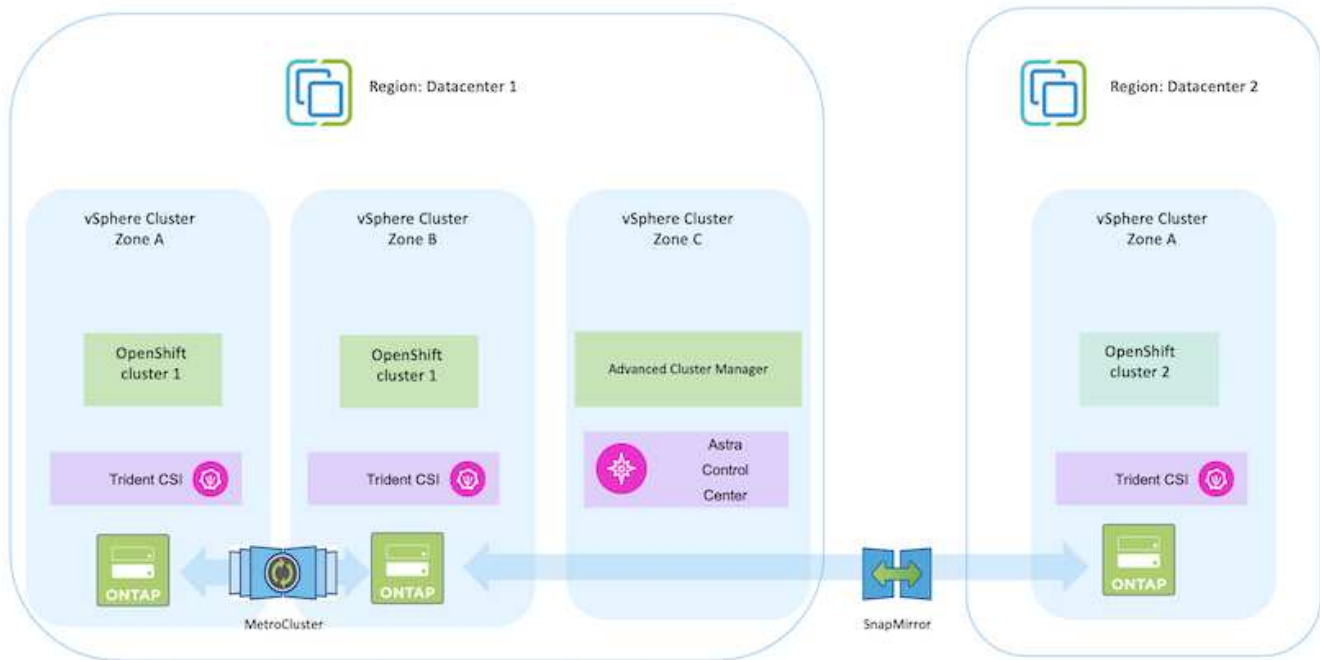 Region: Datacenter 1
Region: Datacenter 2
vSphere Cluster
Zone A
vSphere Cluster
Zone B
vSphere Cluster
Zone C
vSphere Cluster
Zone A
OpenShift
cluster 1
OpenShift
cluster 1
Advanced Cluster Manager
OpenShift
cluster 2
Trident CSI
Trident CSI
Astra
Control
Center
Trident CSI
ONTAP
ONTAP
ONTAP
MetroCluster
SnapMirror